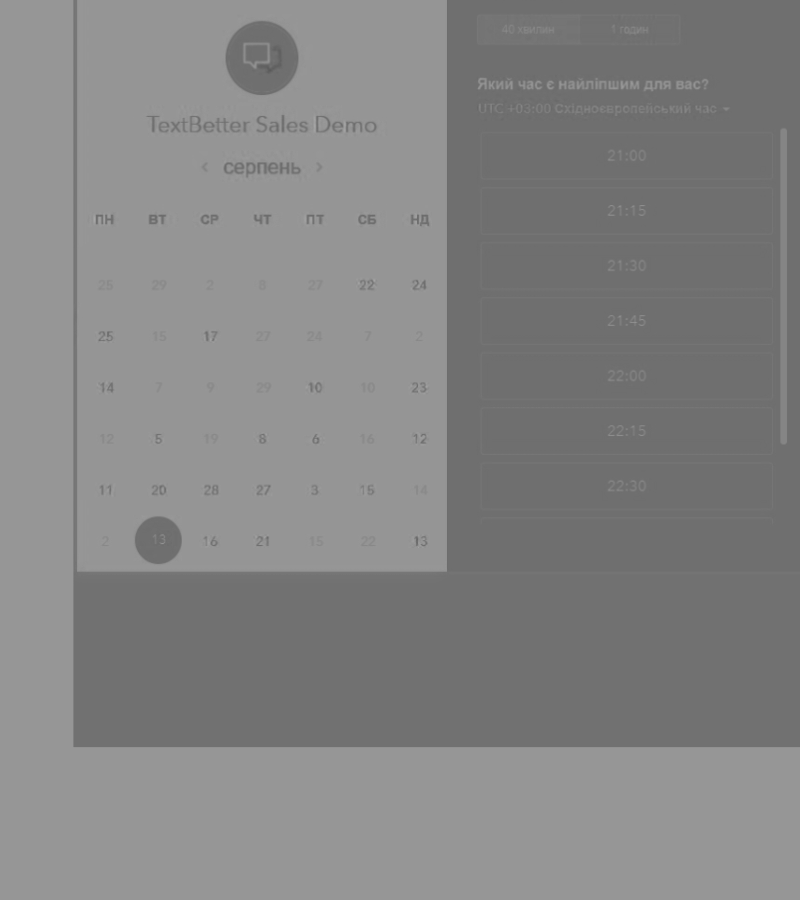 40 хвилин 1 годин
TextBetter Sales Demo
серпень
ПН ВТ СР ЧТ ПТ СБ НД
25 29 2 8 27 22 24
25 15 17 27 24 7 2
14 7 9 29 10 10 23
12 5 19 8 6 16 12
11 20 28 27 3 15 14
2 13 16 21 15 22 13
Який час є найліпшим для вас?
UTC +03:00 Східноєвропейський час
21:00
21:15
21:30
21:45
22:00
22:15
22:30